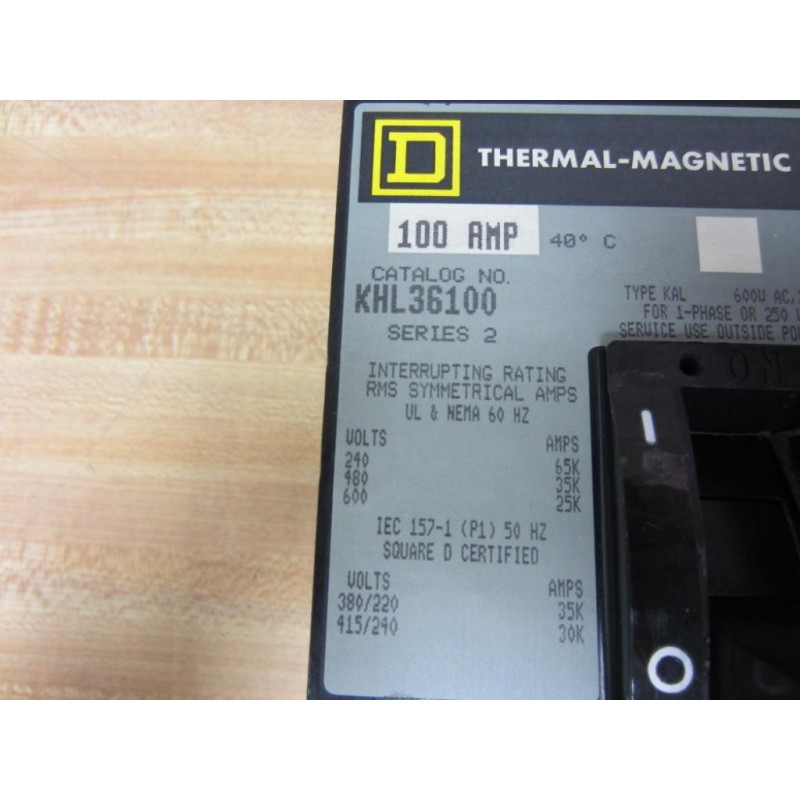 D THERMAL-MAGNETIC
100 AMP 40° C
CATALOG NO.
KHL36100
SERIES 2
TYPE KAL 600V AC,
FOR 1-PHASE OR 250
SERVICE USE OUTSIDE
INTERRUPTING RATING
RMS SYMMETRICAL AMPS
UL & NEMA 60 HZ
VOLTS AMPS
240 65K
480 35K
600 25K
IEC 157-1 (P1) 50 HZ
SQUARE D CERTIFIED
VOLTS AMPS
380/220 35K
415/240 30K
ON
I
O